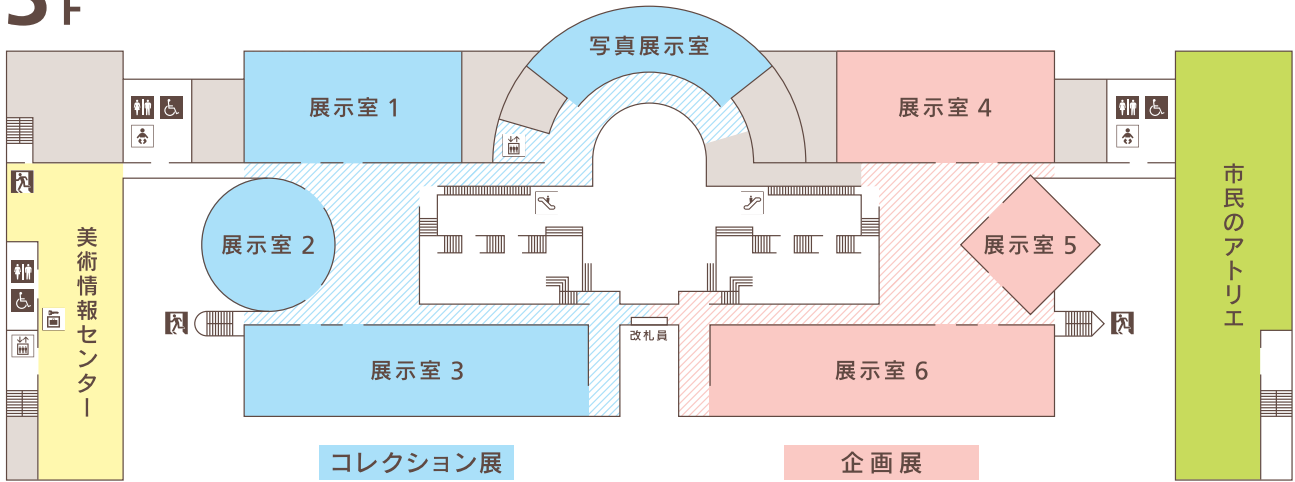 3F
写真展示室
展示室 1
展示室 4
展示室 2
展示室 5
美術情報センター
市民のアトリエ
改札員
展示室 3
展示室 6
コレクション展
企画展